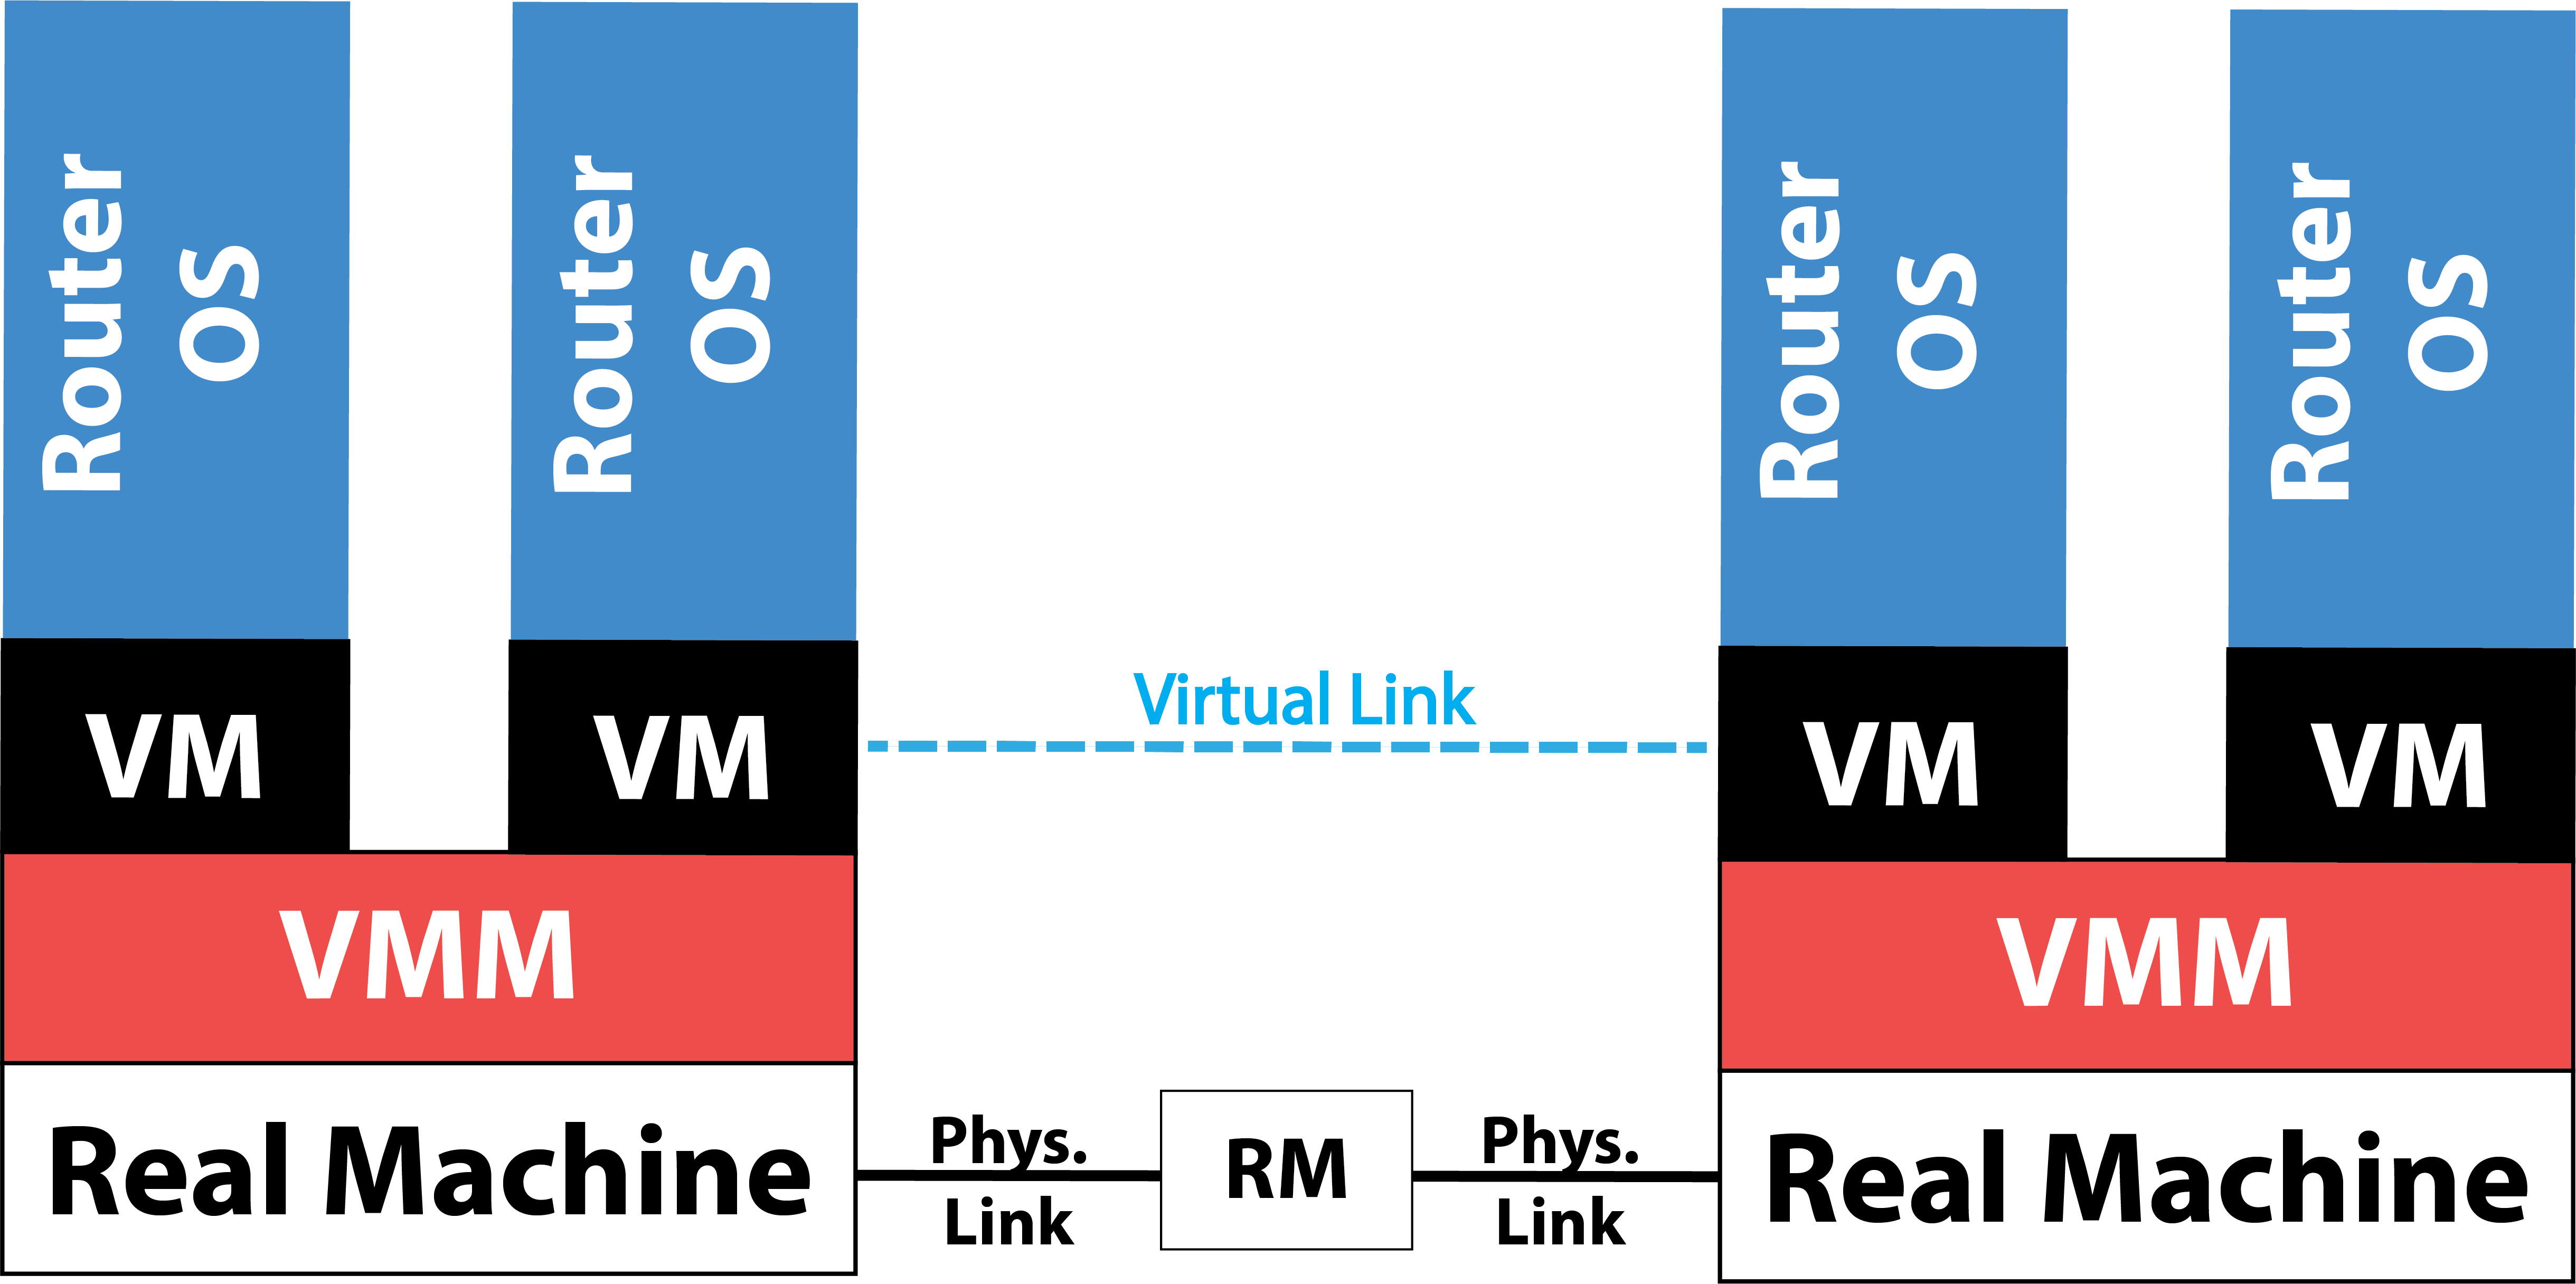 Router
OS
Router
OS
Router
OS
Router
OS
Virtual Link
VM
VM
VM
VM
VMM
VMM
Real Machine
Phys.
Link
RM
Phys.
Link
Real Machine